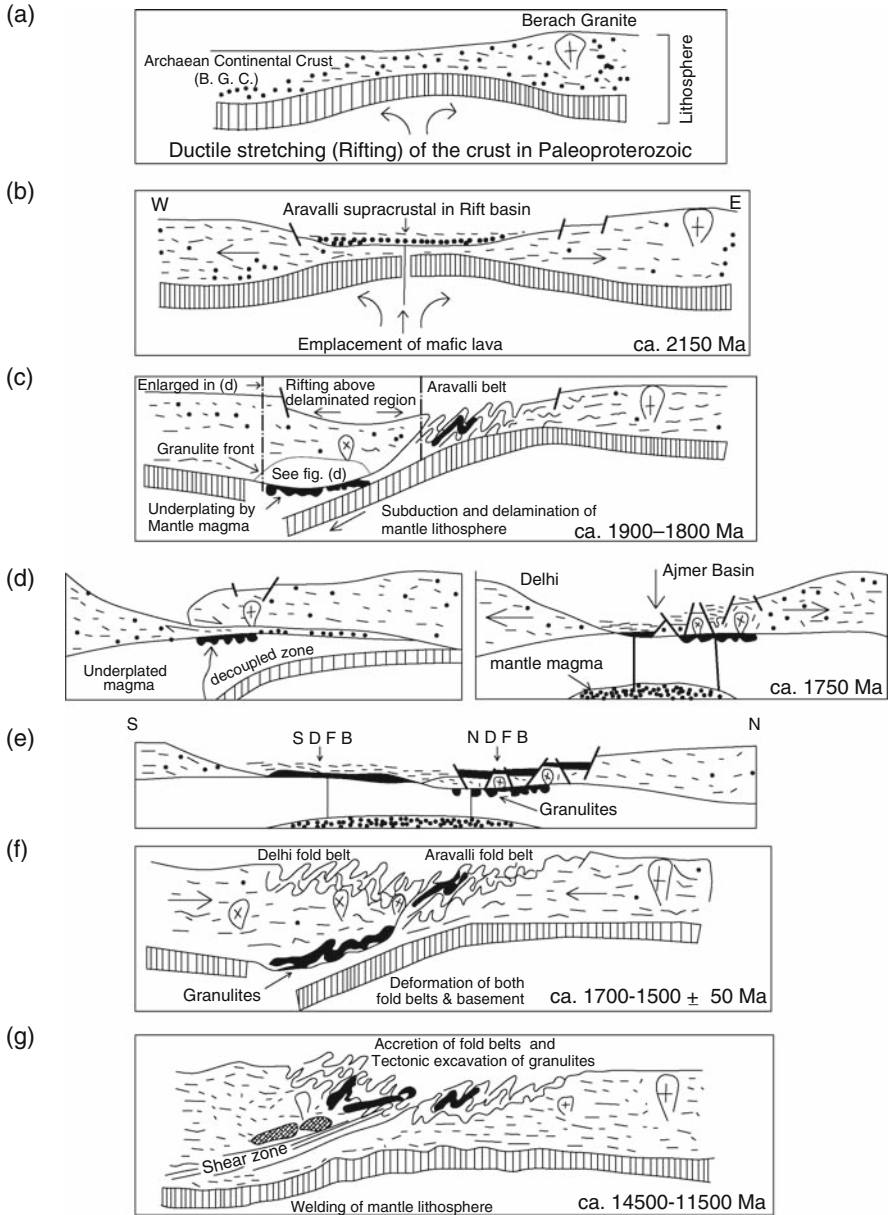 (a)
Berach Granite
Archaean Continental Crust
(B. G. C.)
Lithosphere
Ductile stretching (Rifting) of the crust in Paleoproterozoic
(b)
W
E
Aravalli supracrustal in Rift basin
Emplacement of mafic lava
ca. 2150 Ma
(c)
Enlarged in (d)
Rifting above
delaminated region
Aravalli belt
Granulite front
See fig. (d)
Underplating by
Mantle magma
Subduction and delamination of
mantle lithosphere
ca. 1900–1800 Ma
(d)
Underplated
magma
decoupled zone
Delhi
Ajmer Basin
mantle magma
ca. 1750 Ma
(e)
S
N
S D F B
N D F B
Granulites
(f)
Delhi fold belt
Aravalli fold belt
Granulites
Deformation of both
fold belts & basement
ca. 1700-1500 ± 50 Ma
(g)
Accretion of fold belts and
Tectonic excavation of granulites
Shear zone
Welding of mantle lithosphere
ca. 14500-11500 Ma